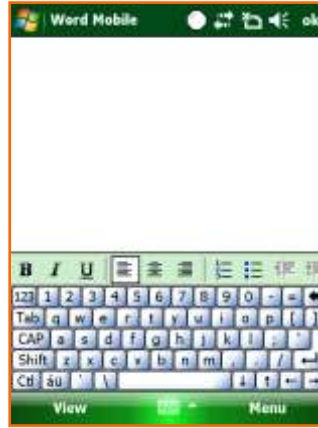 Word Mobile ok
B I U
123 1 2 3 4 5 6 7 8 9 0 - =
Tab q w e r t y u i o p [ ]
CAP a s d f g h j k l ; '
Shift z x c v b n m , . /
Ctl áü ` \
View Menu